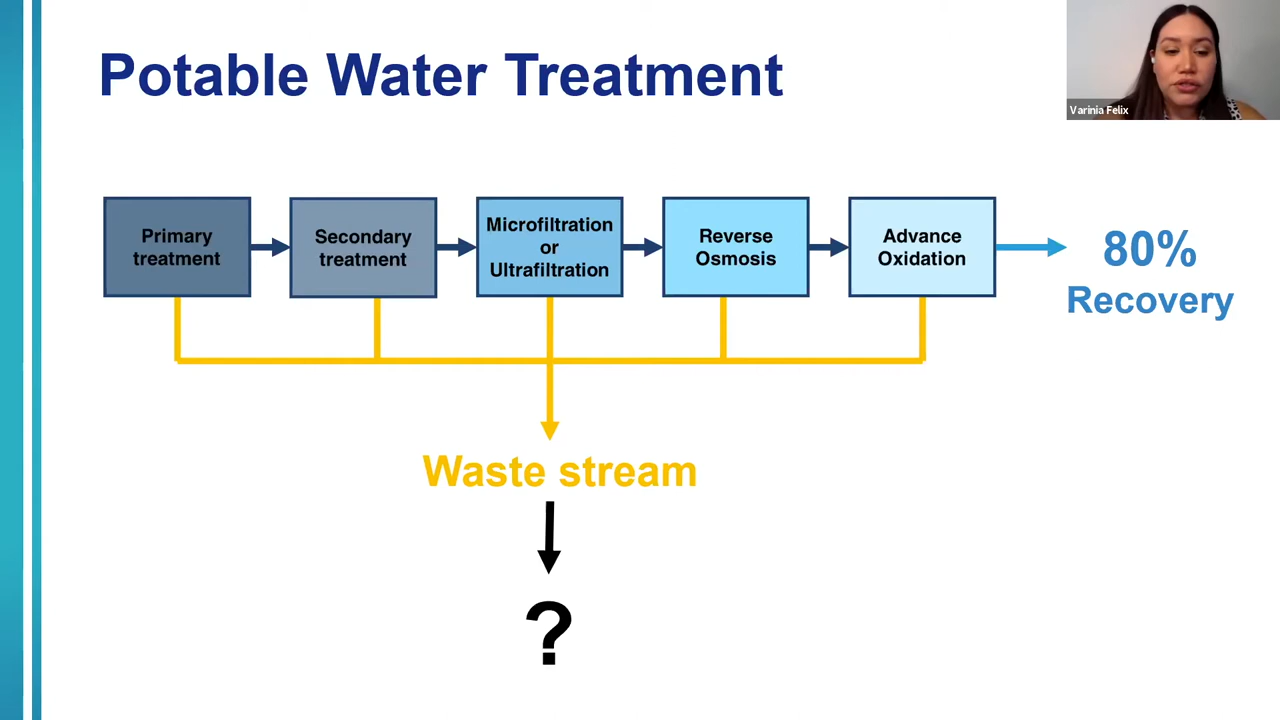 Potable Water Treatment
Varinia Felix
Primary
treatment
Secondary
treatment
Microfiltration
or
Ultrafiltration
Reverse
Osmosis
Advance
Oxidation
80%
Recovery
Waste stream
?